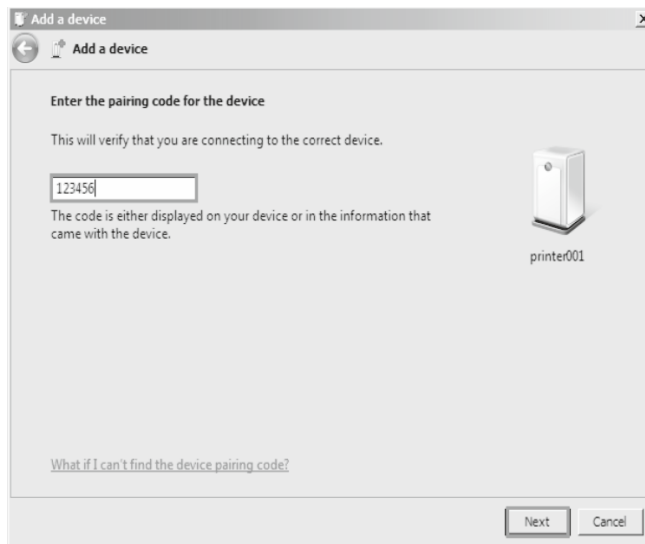 Add a device
Add a device
Enter the pairing code for the device
This will verify that you are connecting to the correct device.
123456
The code is either displayed on your device or in the information that
came with the device.
printer001
What if I can't find the device pairing code?
Next
Cancel